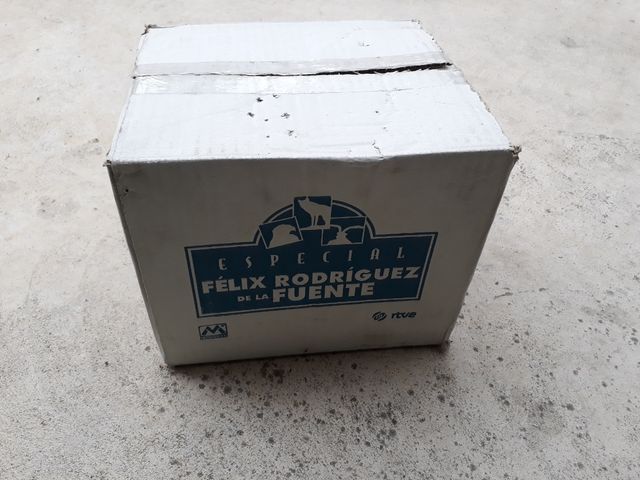 ESPECIAL
FÉLIX RODRÍGUEZ
DE LA FUENTE
rtve